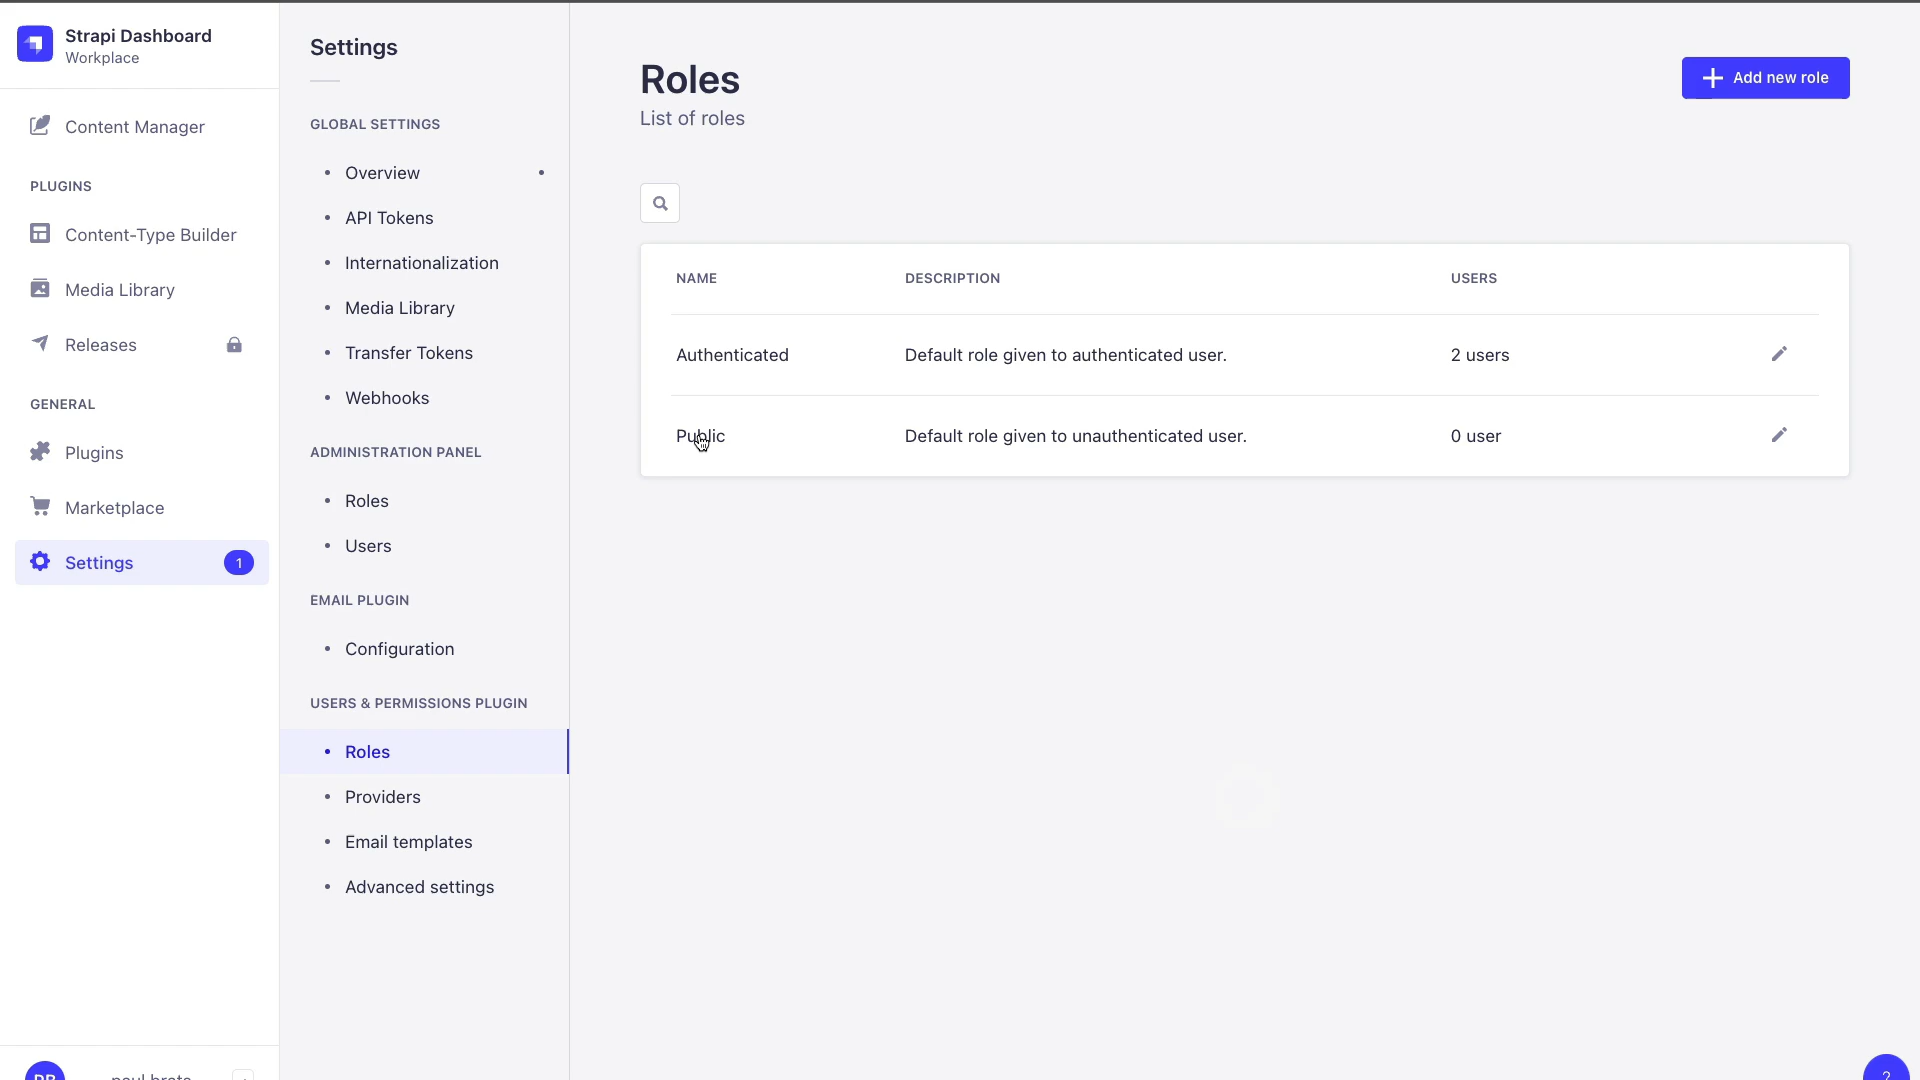 Strapi Dashboard
Workplace
Content Manager
PLUGINS
Content-Type Builder
Media Library
Releases
GENERAL
Plugins
Marketplace
Settings 1
Settings
GLOBAL SETTINGS
Overview
API Tokens
Internationalization
Media Library
Transfer Tokens
Webhooks
ADMINISTRATION PANEL
Roles
Users
EMAIL PLUGIN
Configuration
USERS & PERMISSIONS PLUGIN
Roles
Providers
Email templates
Advanced settings
Roles
List of roles
Add new role
NAME DESCRIPTION USERS
Authenticated Default role given to authenticated user. 2 users
Public Default role given to unauthenticated user. 0 user
?